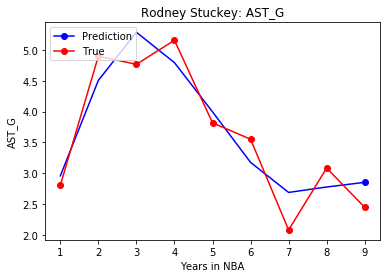 Rodney Stuckey: AST_G
Prediction
True
5.0
4.5
4.0
3.5
3.0
2.5
2.0
AST_G
1 2 3 4 5 6 7 8 9
Years in NBA